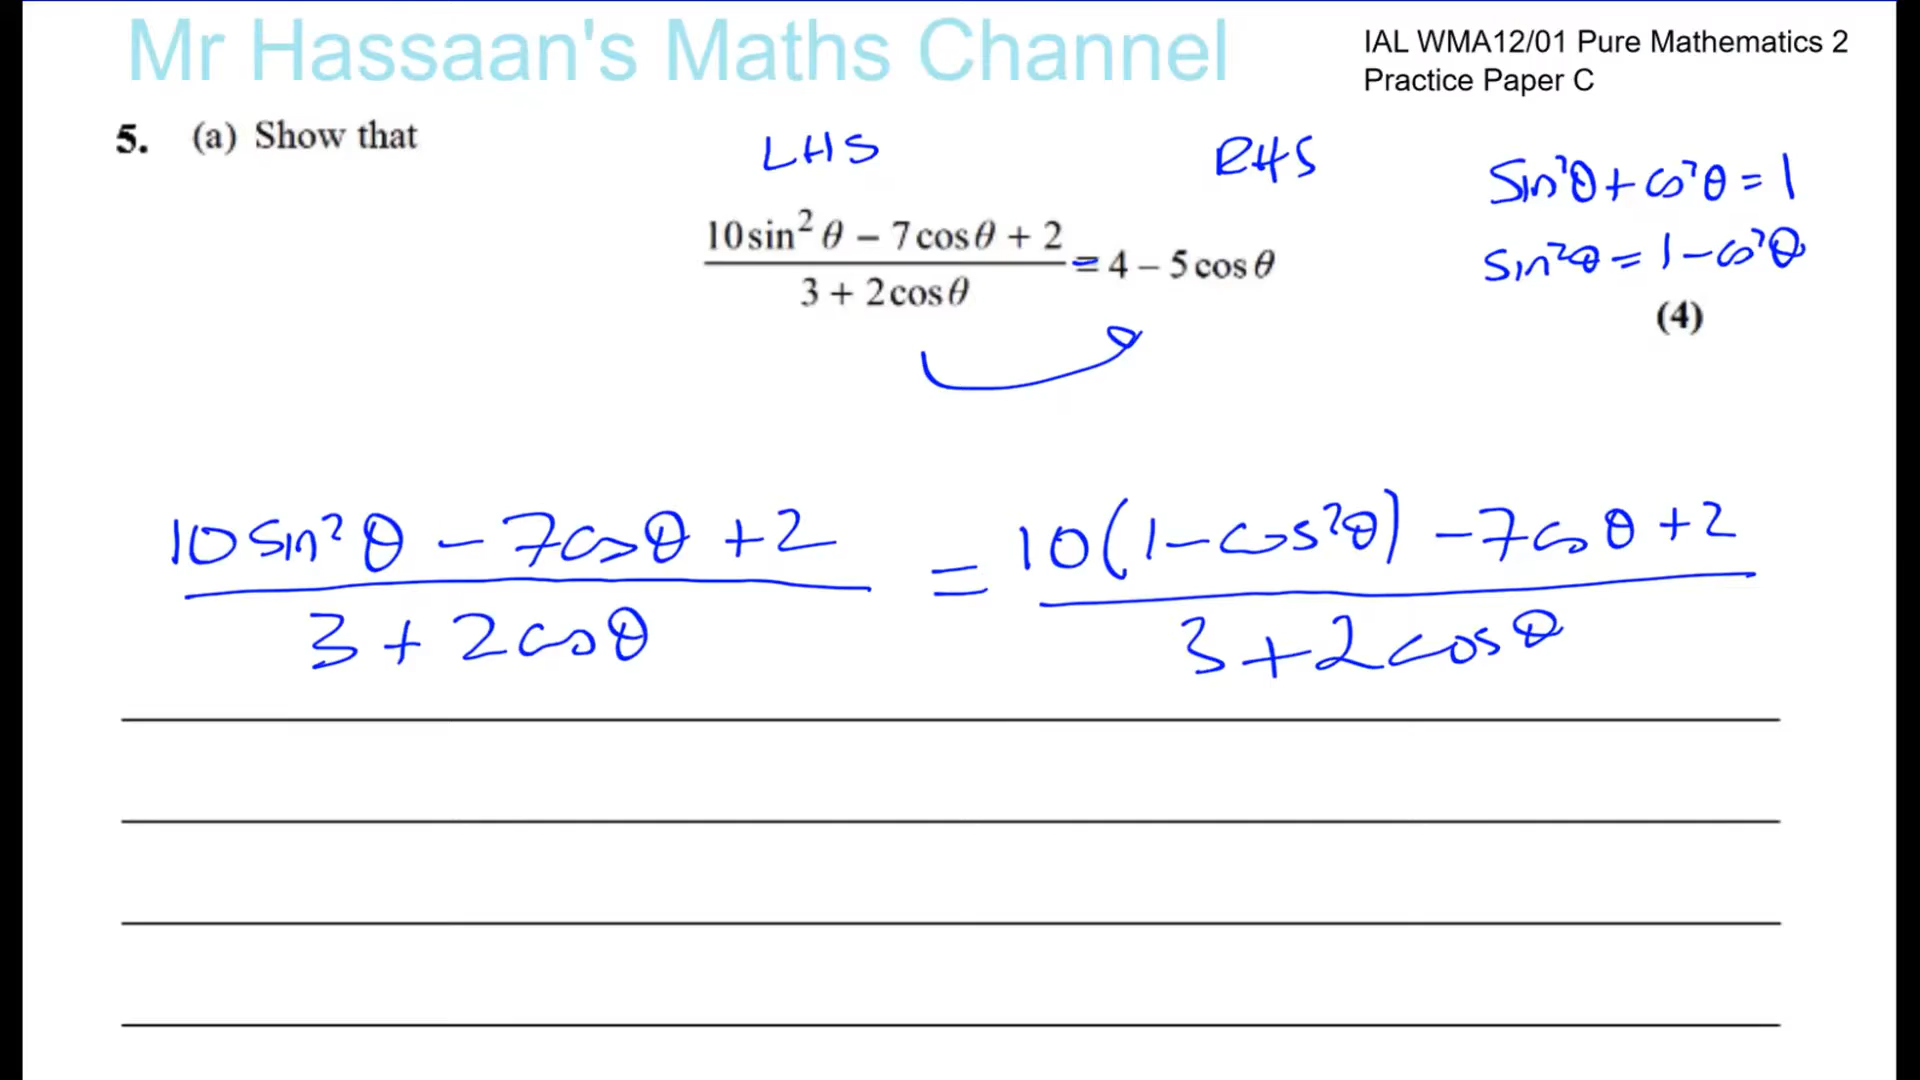 Mr Hassaan's Maths Channel
IAL WMA12/01 Pure Mathematics 2
Practice Paper C
5. (a) Show that
LHS
RHS
sin²θ + cos²θ = 1
sin²θ = 1 − cos²θ
10sin²θ − 7cosθ + 2
= 4 − 5cosθ
3 + 2cosθ
(4)
10 sin²θ − 7cosθ + 2 = 10(1 − cos²θ) − 7cosθ + 2
3 + 2cosθ 3 + 2cosθ